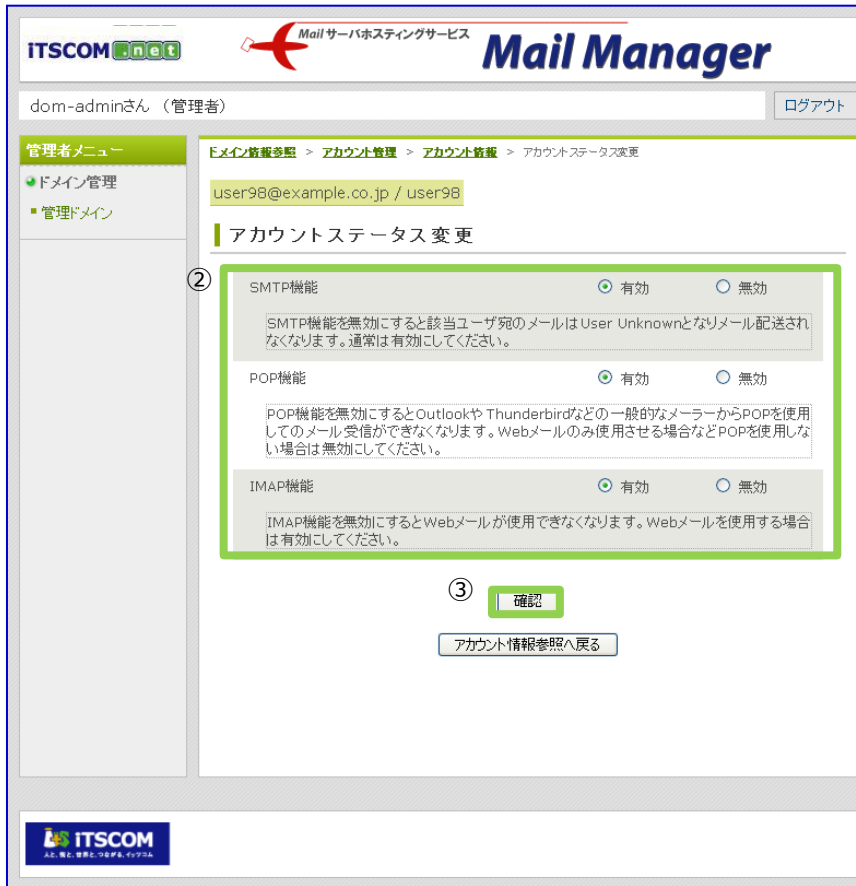 iTSCOM.net
Mail サーバホスティングサービス
Mail Manager
dom-adminさん （管理者）
ログアウト
管理者メニュー
ドメイン管理
管理ドメイン
ドメイン情報参照 > アカウント管理 > アカウント情報 > アカウントステータス変更
user98@example.co.jp / user98
アカウントステータス変更
②
SMTP機能 有効 無効
SMTP機能を無効にすると該当ユーザ宛のメールはUser Unknownとなりメール配送され
なくなります。通常は有効にしてください。
POP機能 有効 無効
POP機能を無効にするとOutlookや Thunderbirdなどの一般的なメーラーからPOPを使用
してのメール受信ができなくなります。Webメールのみ使用させる場合などPOPを使用しな
い場合は無効にしてください。
IMAP機能 有効 無効
IMAP機能を無効にするとWebメールが使用できなくなります。Webメールを使用する場合
は有効にしてください。
③
確認
アカウント情報参照へ戻る
iTSCOM
人と、街と、世界と、つながる。イッツコム